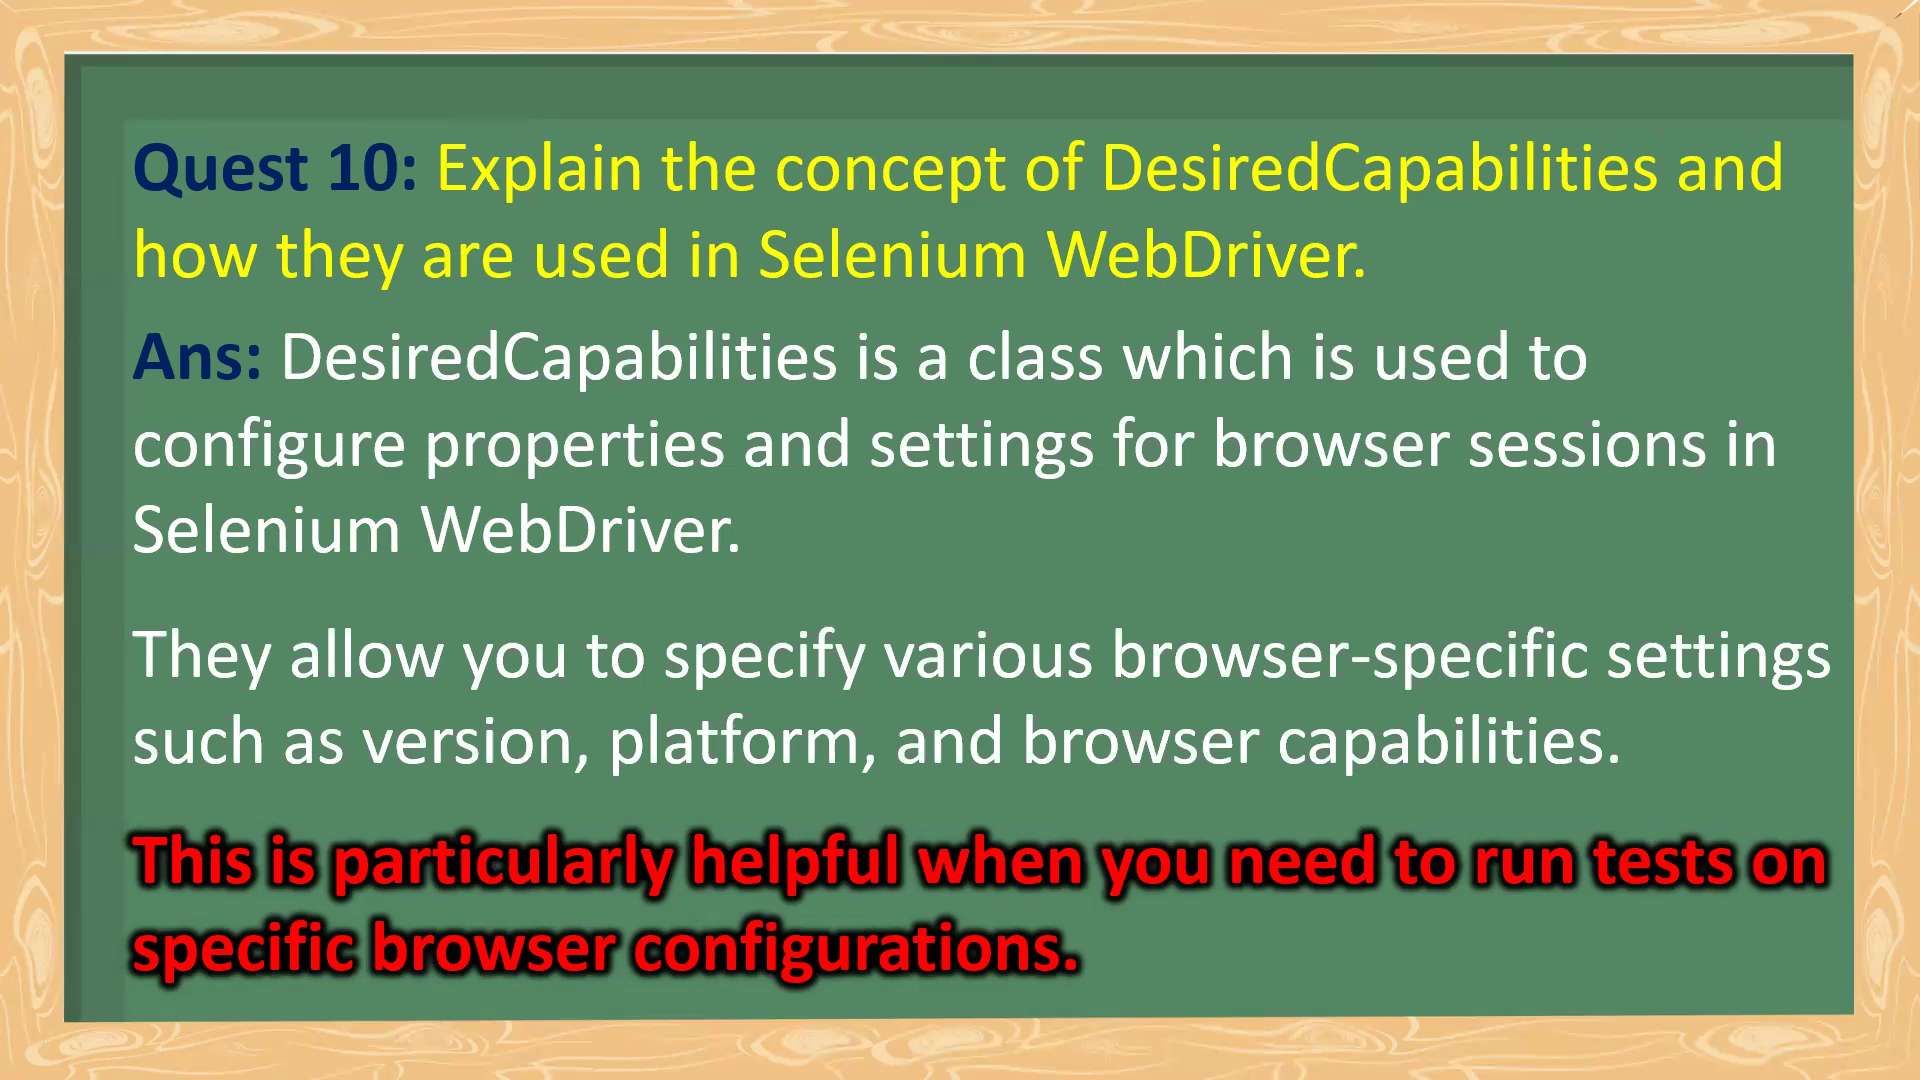 Quest 10: Explain the concept of DesiredCapabilities and
how they are used in Selenium WebDriver.
Ans: DesiredCapabilities is a class which is used to
configure properties and settings for browser sessions in
Selenium WebDriver.
They allow you to specify various browser-specific settings
such as version, platform, and browser capabilities.
This is particularly helpful when you need to run tests on
specific browser configurations.